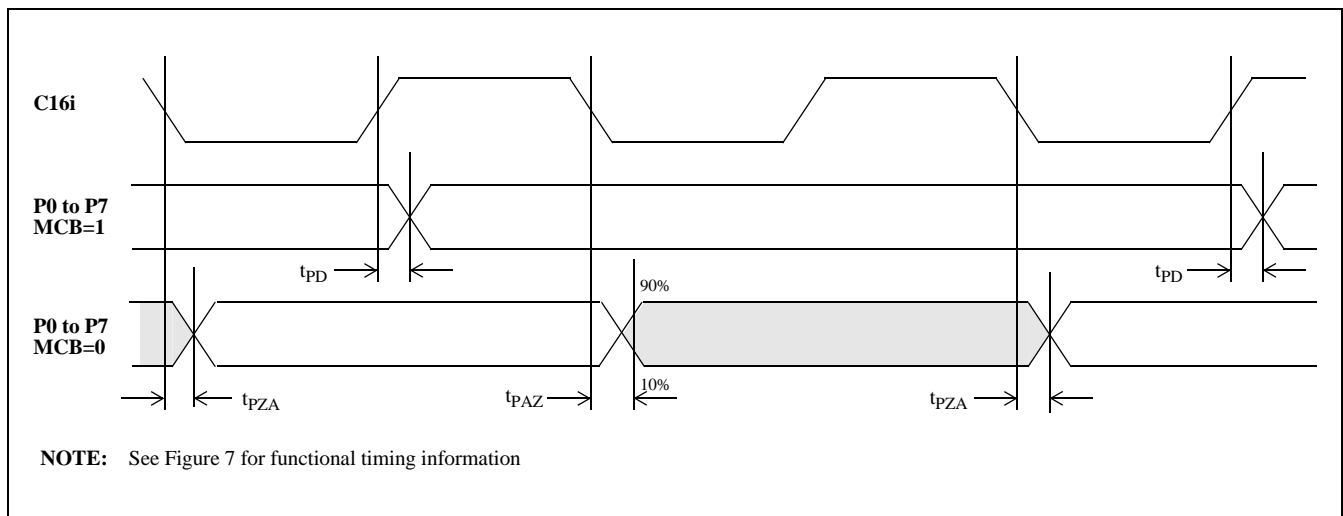 C16i
P0 to P7
MCB=1
tPD
tPD
90%
P0 to P7
MCB=0
10%
tPZA
tPAZ
tPZA
NOTE: See Figure 7 for functional timing information